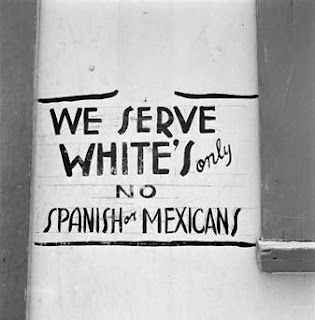 WE SERVE
WHITE'S only
NO
SPANISH or MEXICANS